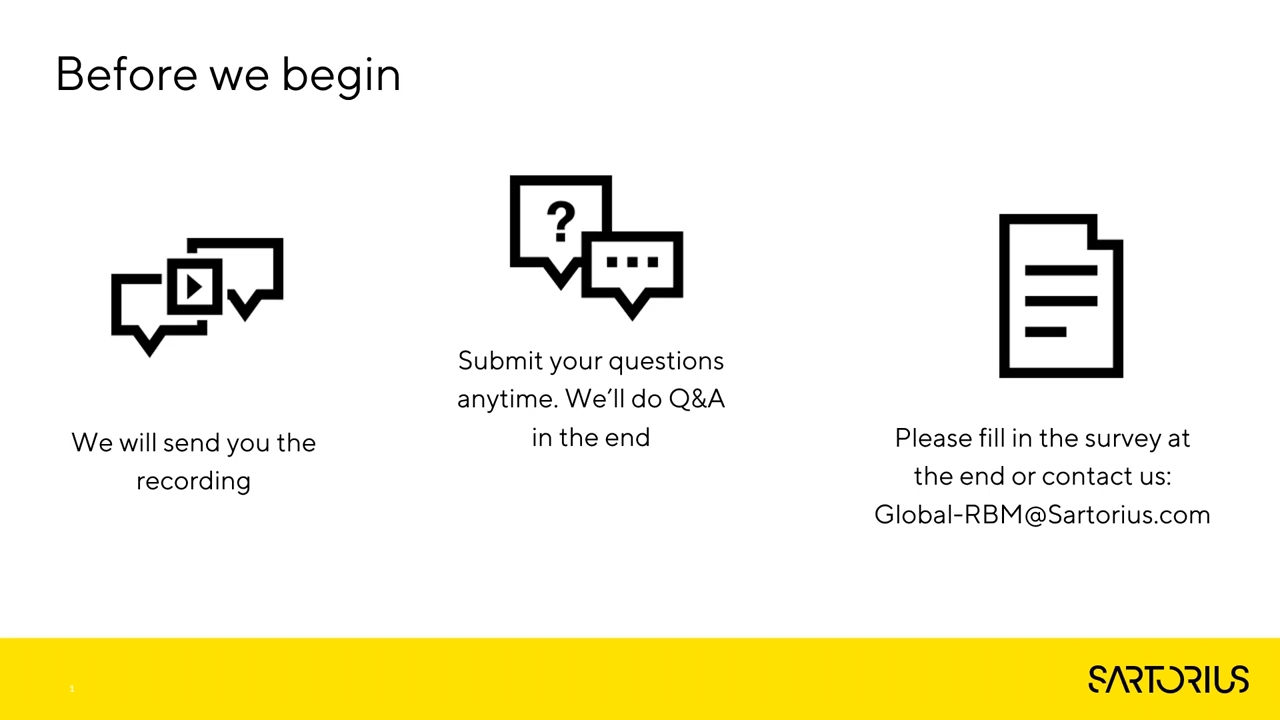 Before we begin
?
We will send you the
recording
Submit your questions
anytime. We’ll do Q&A
in the end
Please fill in the survey at
the end or contact us:
Global-RBM@Sartorius.com
1
SARTORIUS